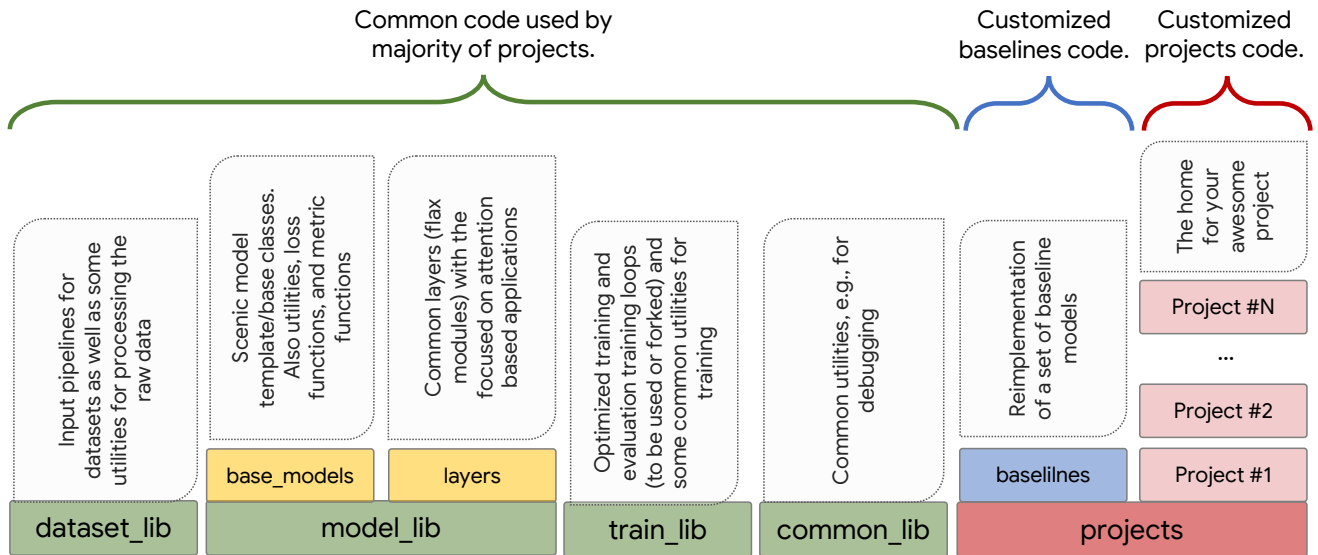 Common code used by
majority of projects.
Customized
baselines code.
Customized
projects code.
Input pipelines for
datasets as well as some
utilities for processing the
raw data
Scenic model
template/base classes.
Also utilities, loss
functions, and metric
functions
Common layers (flax
modules) with the
focused on attention
based applications
Optimized training and
evaluation training loops
(to be used or forked) and
some common utilities for
training
Common utilities, e.g., for
debugging
Reimplementation
of a set of baseline
models
The home
for your
awesome
project
Project #N
...
Project #2
Project #1
base_models
layers
baselilnes
dataset_lib
model_lib
train_lib
common_lib
projects